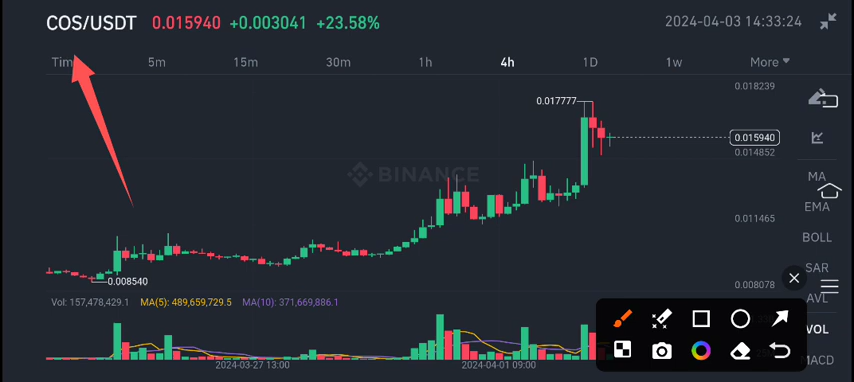 COS/USDT 0.015940 +0.003041 +23.58% 2024-04-03 14:33:24
Tim 5m 15m 30m 1h 4h 1D 1w More
0.018239
0.017777
0.015940
0.014852
BINANCE
MA
EMA
0.011465
BOLL
SAR
0.008540
0.008078
AVL
Vol: 157,478,429.1 MA(5): 489,659,729.5 MA(10): 371,669,886.1
VOL
MACD
2024-03-27 13:00 2024-04-01 09:00